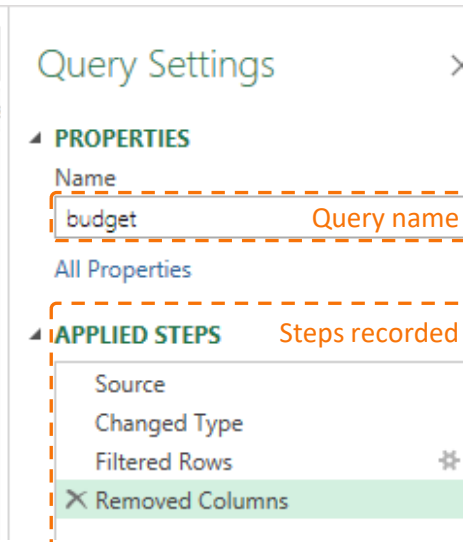 Query Settings
PROPERTIES
Name
budget Query name
All Properties
APPLIED STEPS Steps recorded
Source
Changed Type
Filtered Rows
Removed Columns